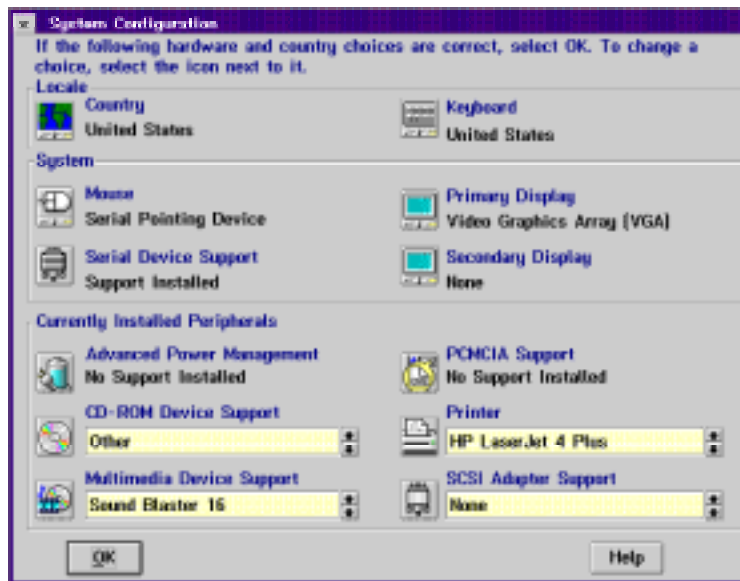 System Configuration
If the following hardware and country choices are correct, select OK. To change a
choice, select the icon next to it.
Locale
Country
United States
Keyboard
United States
System
Mouse
Serial Pointing Device
Primary Display
Video Graphics Array (VGA)
Serial Device Support
Support Installed
Secondary Display
None
Currently Installed Peripherals
Advanced Power Management
No Support Installed
PCMCIA Support
No Support Installed
CD-ROM Device Support
Other
Printer
HP LaserJet 4 Plus
Multimedia Device Support
Sound Blaster 16
SCSI Adapter Support
None
OK
Help